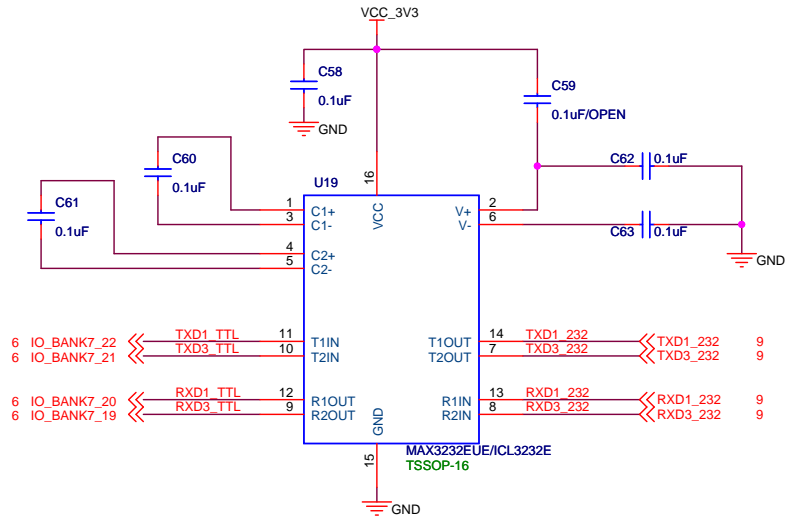 VCC_3V3
C58
0.1uF
GND
C59
0.1uF/OPEN
C60
0.1uF
C61
0.1uF
C62
0.1uF
C63
0.1uF
GND
U19
16
VCC
1
C1+
3
C1-
4
C2+
5
C2-
2
V+
6
V-
6 IO_BANK7_22 TXD1_TTL 11 T1IN
6 IO_BANK7_21 TXD3_TTL 10 T2IN
T1OUT 14 TXD1_232 TXD1_232 9
T2OUT 7 TXD3_232 TXD3_232 9
6 IO_BANK7_20 RXD1_TTL 12 R1OUT
6 IO_BANK7_19 RXD3_TTL 9 R2OUT
R1IN 13 RXD1_232 RXD1_232 9
R2IN 8 RXD3_232 RXD3_232 9
GND
15
MAX3232EUE/ICL3232E
TSSOP-16
GND